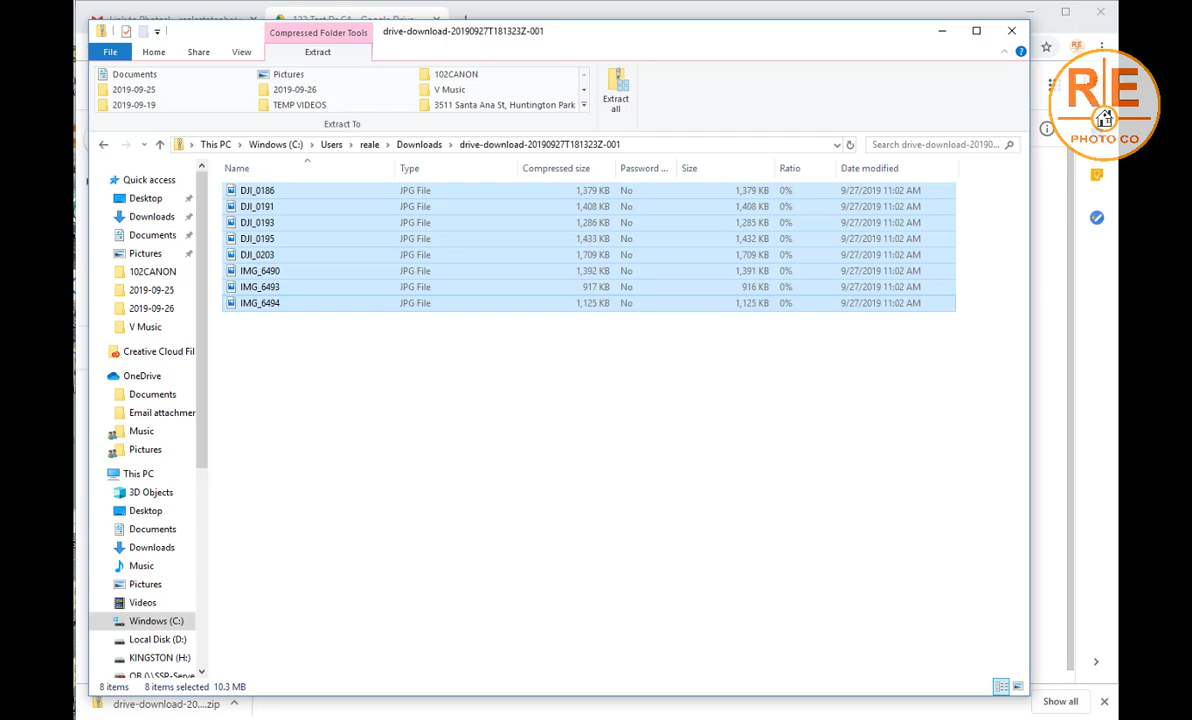 Compressed Folder Tools
drive-download-20190927T181323Z-001
File
Home
Share
View
Extract
Documents
Pictures
102CANON
2019-09-25
2019-09-26
V Music
2019-09-19
TEMP VIDEOS
3511 Santa Ana St, Huntington Park
Extract To
Extract
all
RE
PHOTO CO
This PC > Windows (C:) > Users > reale > Downloads > drive-download-20190927T181323Z-001
Search drive-download-20190...
Name Type Compressed size Password ... Size Ratio Date modified
DJI_0186 JPG File 1,379 KB No 1,379 KB 0% 9/27/2019 11:02 AM
DJI_0191 JPG File 1,408 KB No 1,408 KB 0% 9/27/2019 11:02 AM
DJI_0193 JPG File 1,286 KB No 1,285 KB 0% 9/27/2019 11:02 AM
DJI_0195 JPG File 1,433 KB No 1,432 KB 0% 9/27/2019 11:02 AM
DJI_0203 JPG File 1,709 KB No 1,709 KB 0% 9/27/2019 11:02 AM
IMG_6490 JPG File 1,392 KB No 1,391 KB 0% 9/27/2019 11:02 AM
IMG_6493 JPG File 917 KB No 916 KB 0% 9/27/2019 11:02 AM
IMG_6494 JPG File 1,125 KB No 1,125 KB 0% 9/27/2019 11:02 AM
Quick access
Desktop
Downloads
Documents
Pictures
102CANON
2019-09-25
2019-09-26
V Music
Creative Cloud Fil
OneDrive
Documents
Email attachmer
Music
Pictures
This PC
3D Objects
Desktop
Documents
Downloads
Music
Pictures
Videos
Windows (C:)
Local Disk (D:)
KINGSTON (H:)
8 items 8 items selected 10.3 MB
drive-download-20....zip
Show all